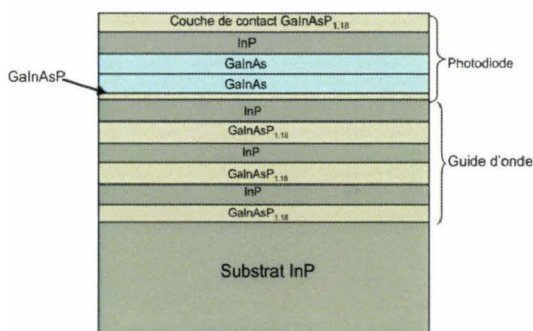 Couche de contact GaInAsP1.18
InP
GaInAs
GaInAs
GaInAsP
InP
GaInAsP1.18
InP
GaInAsP1.18
InP
GaInAsP1.18
Substrat InP
Photodiode
Guide d'onde